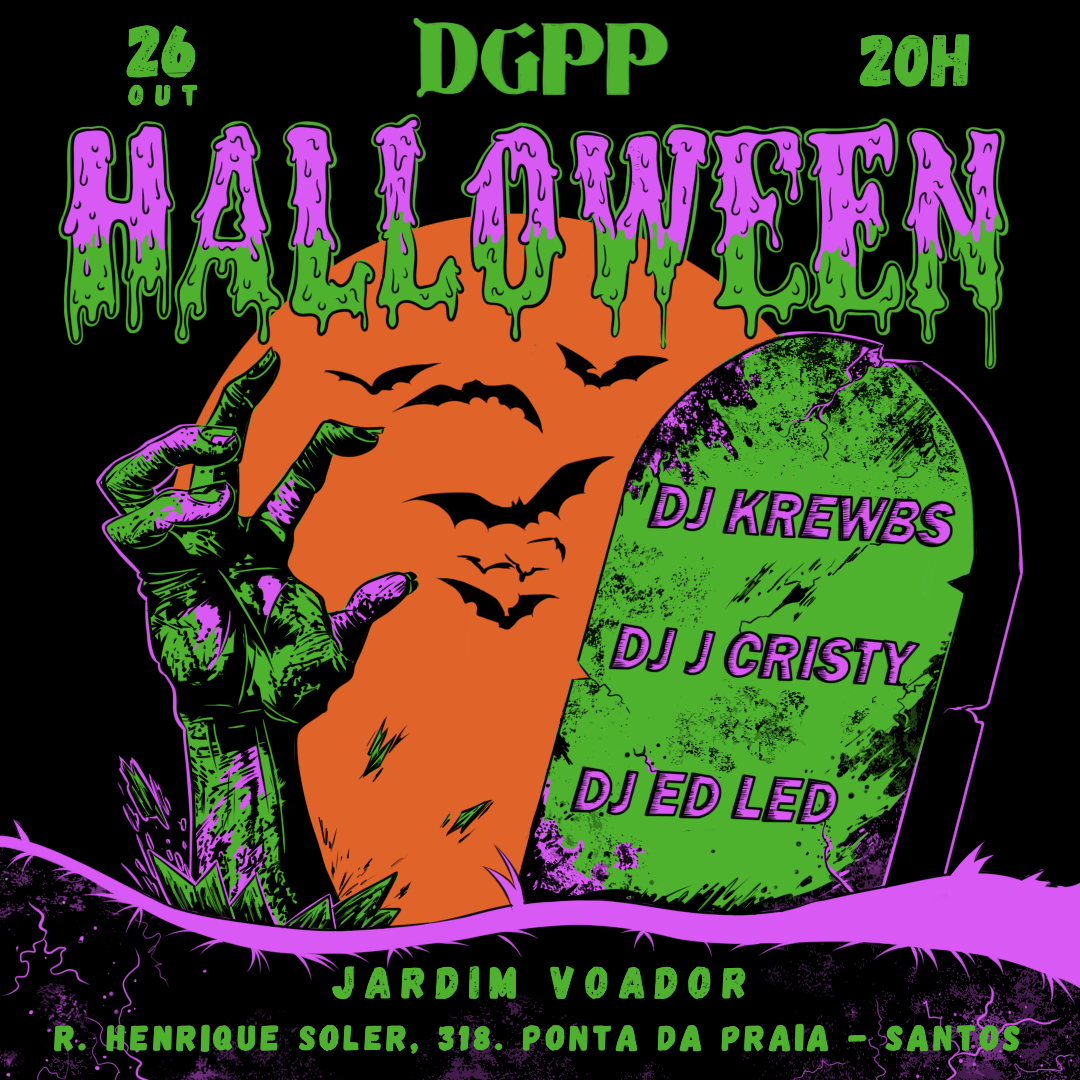 26
OUT
DGPP
20H
HALLOWEEN
DJ KREWBS
DJ J CRISTY
DJ ED LED
JARDIM VOADOR
R. HENRIQUE SOLER, 318. PONTA DA PRAIA - SANTOS